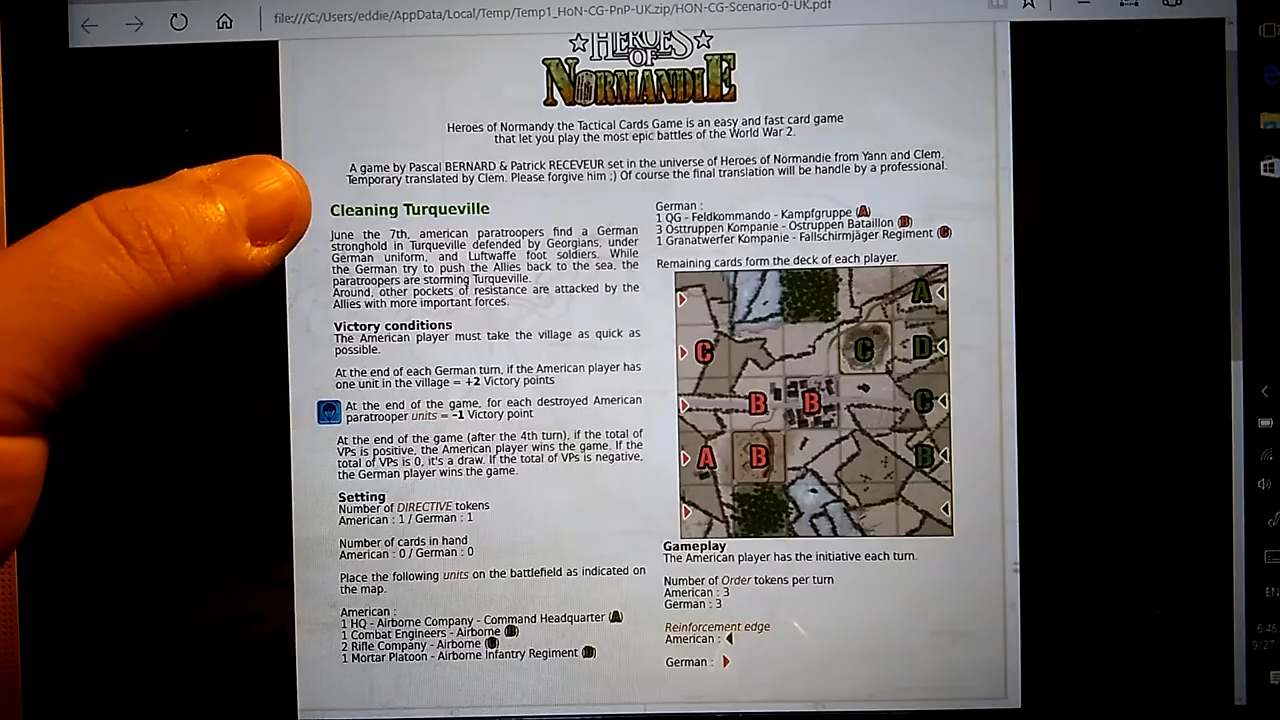 file:///C:/Users/eddie/AppData/Local/Temp/Temp1_HoN-CG-PnP-UK.zip/HON-CG-Scenario-0-UK.pdf
HEROES
OF
NORMANDIE
Heroes of Normandy the Tactical Cards Game is an easy and fast card game
that let you play the most epic battles of the World War 2.
A game by Pascal BERNARD & Patrick RECEVEUR set in the universe of Heroes of Normandie from Yann and Clem.
Temporary translated by Clem. Please forgive him ;) Of course the final translation will be handle by a professional.
Cleaning Turqueville
June the 7th, american paratroopers find a German
stronghold in Turqueville defended by Georgians, under
German uniform, and Luftwaffe foot soldiers. While
the German try to push the Allies back to the sea, the
paratroopers are storming Turqueville.
Around, other pockets of resistance are attacked by the
Allies with more important forces.
Victory conditions
The American player must take the village as quick as
possible.
At the end of each German turn, if the American player has
one unit in the village = +2 Victory points
At the end of the game, for each destroyed American
paratrooper units = -1 Victory point
At the end of the game (after the 4th turn), if the total of
VPs is positive, the American player wins the game. If the
total of VPs is 0, it's a draw. If the total of VPs is negative,
the German player wins the game.
Setting
Number of DIRECTIVE tokens
American : 1 / German : 1
Number of cards in hand
American : 0 / German : 0
Place the following units on the battlefield as indicated on
the map.
American :
1 HQ - Airborne Company - Command Headquarter (A)
1 Combat Engineers - Airborne (B)
2 Rifle Company - Airborne ()
1 Mortar Platoon - Airborne Infantry Regiment (D)
German :
1 QG - Feldkommando - Kampfgruppe (A)
3 Osttruppen Kompanie - Ostruppen Bataillon (B)
1 Granatwerfer Kompanie - Fallschirmjäger Regiment (C)
Remaining cards form the deck of each player.
A
C C D
B B C
A B B
Gameplay
The American player has the initiative each turn.
Number of Order tokens per turn
American : 3
German : 3
Reinforcement edge
American :
German :
EN
6:46
9/27